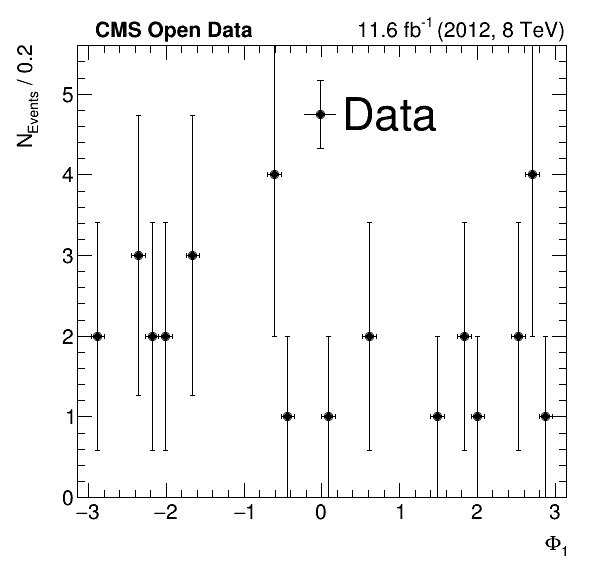 CMS Open Data 11.6 fb⁻¹ (2012, 8 TeV)
N_Events / 0.2
Data
5
4
3
2
1
0
−3 −2 −1 0 1 2 3
Φ₁